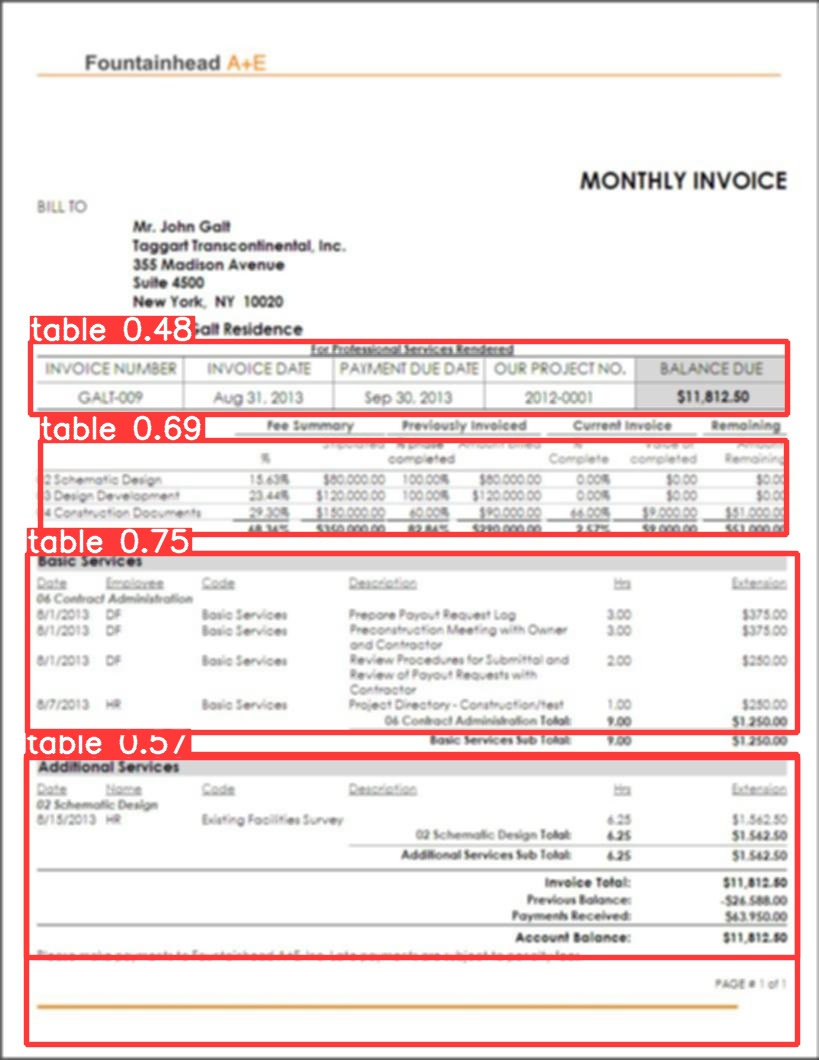 Fountainhead A+E
MONTHLY INVOICE
BILL TO
Mr. John Galt
Taggart Transcontinental, Inc.
355 Madison Avenue
Suite 4500
New York, NY 10020
table 0.48 Galt Residence
For Professional Services Rendered
INVOICE NUMBER INVOICE DATE PAYMENT DUE DATE OUR PROJECT NO. BALANCE DUE
GALT-009 Aug 31, 2013 Sep 30, 2013 2012-0001 $11,812.50
table 0.69 Fee Summary Previously Invoiced Current Invoice Remaining
Stipulated % phase Amount Billed % Value of Amount
% completed Complete completed Remaining
02 Schematic Design 15.63% $80,000.00 100.00% $80,000.00 0.00% $0.00 $0.00
03 Design Development 23.44% $120,000.00 100.00% $120,000.00 0.00% $0.00 $0.00
04 Construction Documents 29.30% $150,000.00 60.00% $90,000.00 66.00% $9,000.00 $51,000.00
68.36% $350,000.00 82.86% $290,000.00 2.57% $9,000.00 $51,000.00
table 0.75
Basic Services
Date Employee Code Description Hrs Extension
06 Contract Administration
8/1/2013 DF Basic Services Prepare Payout Request Log 3.00 $375.00
8/1/2013 DF Basic Services Preconstruction Meeting with Owner 3.00 $375.00
and Contractor
8/1/2013 DF Basic Services Review Procedures for Submittal and 2.00 $250.00
Review of Payout Requests with
Contractor
8/7/2013 HR Basic Services Project Directory - Construction/test 1.00 $250.00
06 Contract Administration Total: 9.00 $1,250.00
table 0.57 Basic Services Sub Total: 9.00 $1,250.00
Additional Services
Date Name Code Description Hrs Extension
02 Schematic Design
8/15/2013 HR Existing Facilities Survey 6.25 $1,562.50
02 Schematic Design Total: 6.25 $1,562.50
Additional Services Sub Total: 6.25 $1,562.50
Invoice Total: $11,812.50
Previous Balance: -$26,588.00
Payments Received: $63,950.00
Account Balance: $11,812.50
Please make payments to Fountainhead A+E, Inc. Late payments are subject to penalty fees.
PAGE # 1 of 1